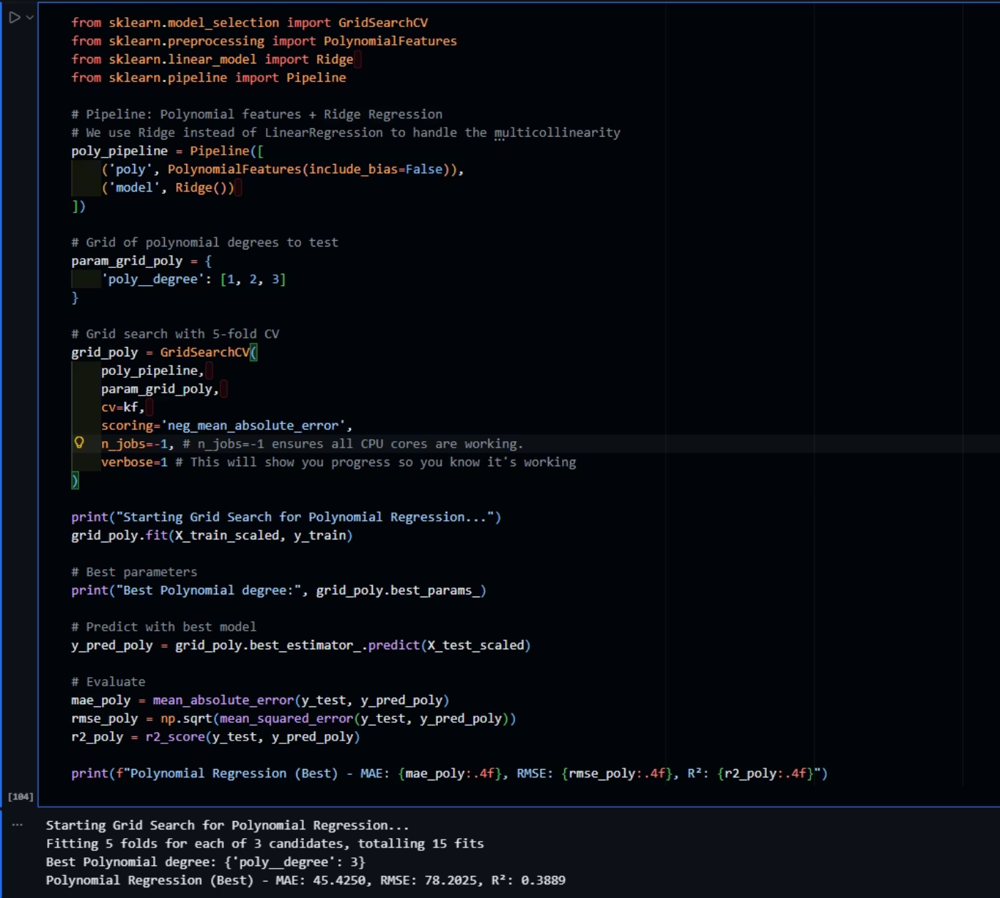 from sklearn.model_selection import GridSearchCV
from sklearn.preprocessing import PolynomialFeatures
from sklearn.linear_model import Ridge
from sklearn.pipeline import Pipeline
# Pipeline: Polynomial features + Ridge Regression
# We use Ridge instead of LinearRegression to handle the multicollinearity
poly_pipeline = Pipeline([
    ('poly', PolynomialFeatures(include_bias=False)),
    ('model', Ridge())
])
# Grid of polynomial degrees to test
param_grid_poly = {
    'poly__degree': [1, 2, 3]
}
# Grid search with 5-fold CV
grid_poly = GridSearchCV(
    poly_pipeline,
    param_grid_poly,
    cv=kf,
    scoring='neg_mean_absolute_error',
    n_jobs=-1, # n_jobs=-1 ensures all CPU cores are working.
    verbose=1 # This will show you progress so you know it's working
)
print("Starting Grid Search for Polynomial Regression...")
grid_poly.fit(X_train_scaled, y_train)
# Best parameters
print("Best Polynomial degree:", grid_poly.best_params_)
# Predict with best model
y_pred_poly = grid_poly.best_estimator_.predict(X_test_scaled)
# Evaluate
mae_poly = mean_absolute_error(y_test, y_pred_poly)
rmse_poly = np.sqrt(mean_squared_error(y_test, y_pred_poly))
r2_poly = r2_score(y_test, y_pred_poly)
print(f"Polynomial Regression (Best) - MAE: {mae_poly:.4f}, RMSE: {rmse_poly:.4f}, R²: {r2_poly:.4f}")
[104]
... Starting Grid Search for Polynomial Regression...
Fitting 5 folds for each of 3 candidates, totalling 15 fits
Best Polynomial degree: {'poly__degree': 3}
Polynomial Regression (Best) - MAE: 45.4250, RMSE: 78.2025, R²: 0.3889